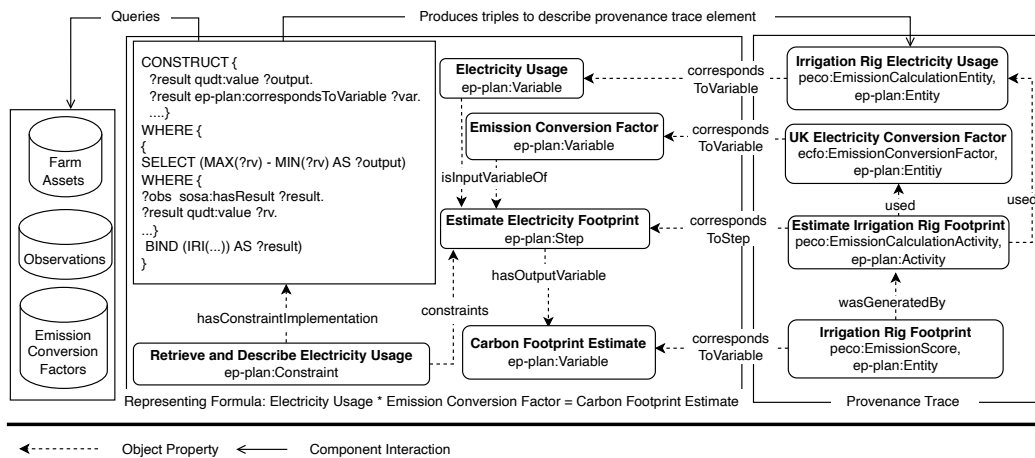 Queries
Produces triples to describe provenance trace element
Farm
Assets
Observations
Emission
Conversion
Factors
CONSTRUCT {
?result qudt:value ?output.
?result ep-plan:correspondsToVariable ?var.
....}
WHERE {
{
SELECT (MAX(?rv) - MIN(?rv) AS ?output)
WHERE {
?obs sosa:hasResult ?result.
?result qudt:value ?rv.
...}
BIND (IRI(...)) AS ?result)
}
hasConstraintImplementation
Retrieve and Describe Electricity Usage
ep-plan:Constraint
constraints
Electricity Usage
ep-plan:Variable
Emission Conversion Factor
ep-plan:Variable
isInputVariableOf
Estimate Electricity Footprint
ep-plan:Step
hasOutputVariable
Carbon Footprint Estimate
ep-plan:Variable
corresponds
ToVariable
corresponds
ToVariable
corresponds
ToStep
corresponds
ToVariable
Irrigation Rig Electricity Usage
peco:EmissionCalculationEntity,
ep-plan:Entity
UK Electricity Conversion Factor
ecfo:EmissionConversionFactor,
ep-plan:Entitiy
used
used
Estimate Irrigation Rig Footprint
peco:EmissionCalculationActivity,
ep-plan:Activity
wasGeneratedBy
Irrigation Rig Footprint
peco:EmissionScore,
ep-plan:Entity
Representing Formula: Electricity Usage * Emission Conversion Factor = Carbon Footprint Estimate
Provenance Trace
Object Property
Component Interaction